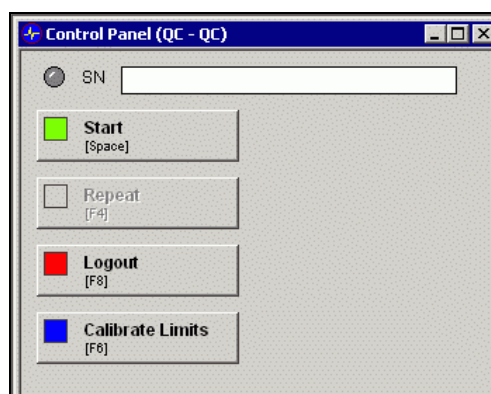 Control Panel (QC - QC)
SN
Start
[Space]
Repeat
[F4]
Logout
[F8]
Calibrate Limits
[F6]